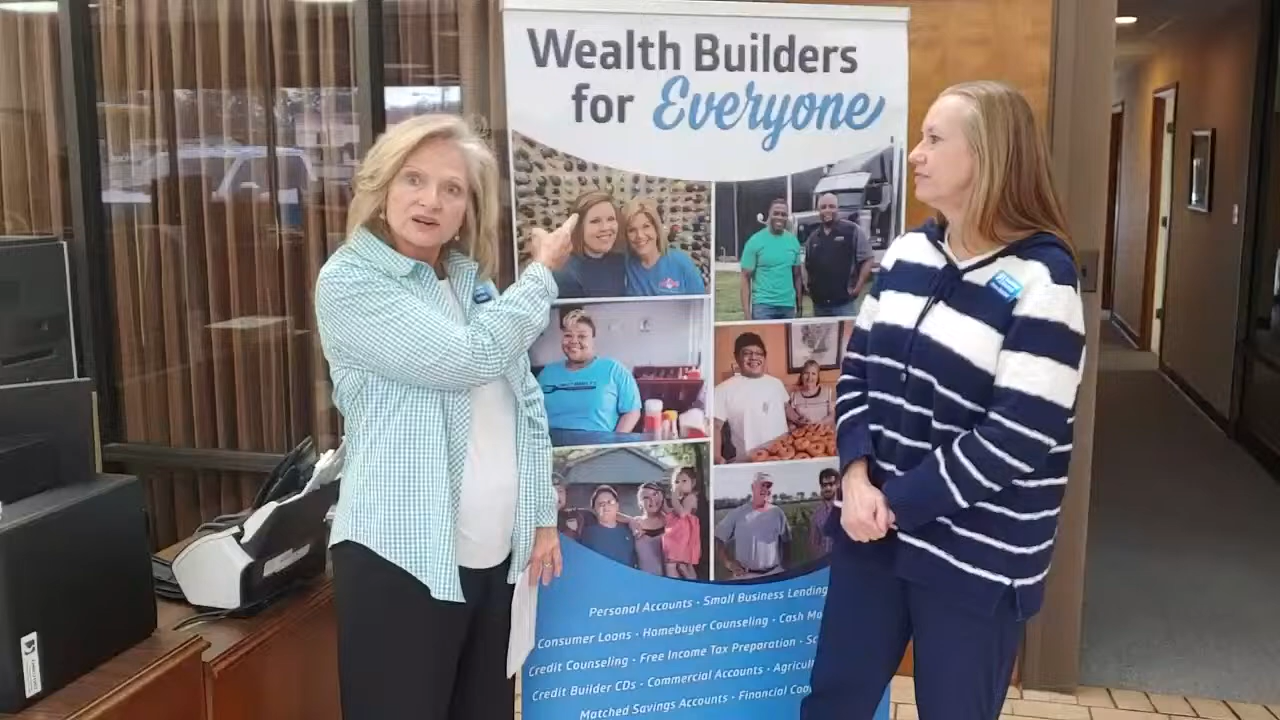 Wealth Builders
for Everyone
Personal Accounts • Small Business Lending
Consumer Loans • Homebuyer Counseling • Cash
Credit Counseling • Free Income Tax Preparation •
Credit Builder CDs • Commercial Accounts •
Matched Savings Accounts • Financial